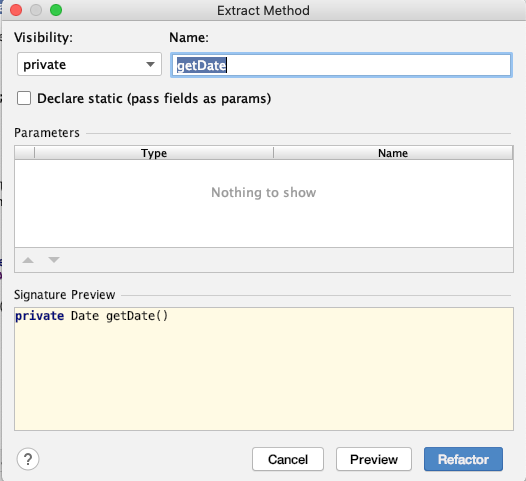 Extract Method
Visibility: Name:
private getDate
Declare static (pass fields as params)
Parameters
Type Name
Nothing to show
Signature Preview
private Date getDate()
? Cancel Preview Refactor